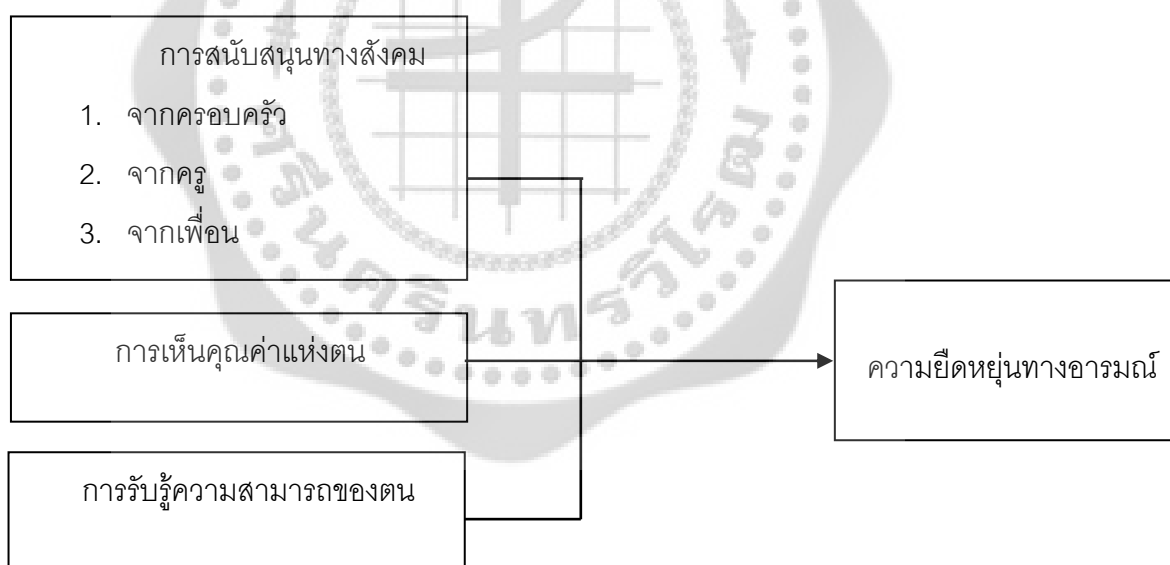 การสนับสนุนทางสังคม
1. จากครอบครัว
2. จากครู
3. จากเพื่อน
การเห็นคุณค่าแห่งตน
ความยืดหยุ่นทางอารมณ์
การรับรู้ความสามารถของตน